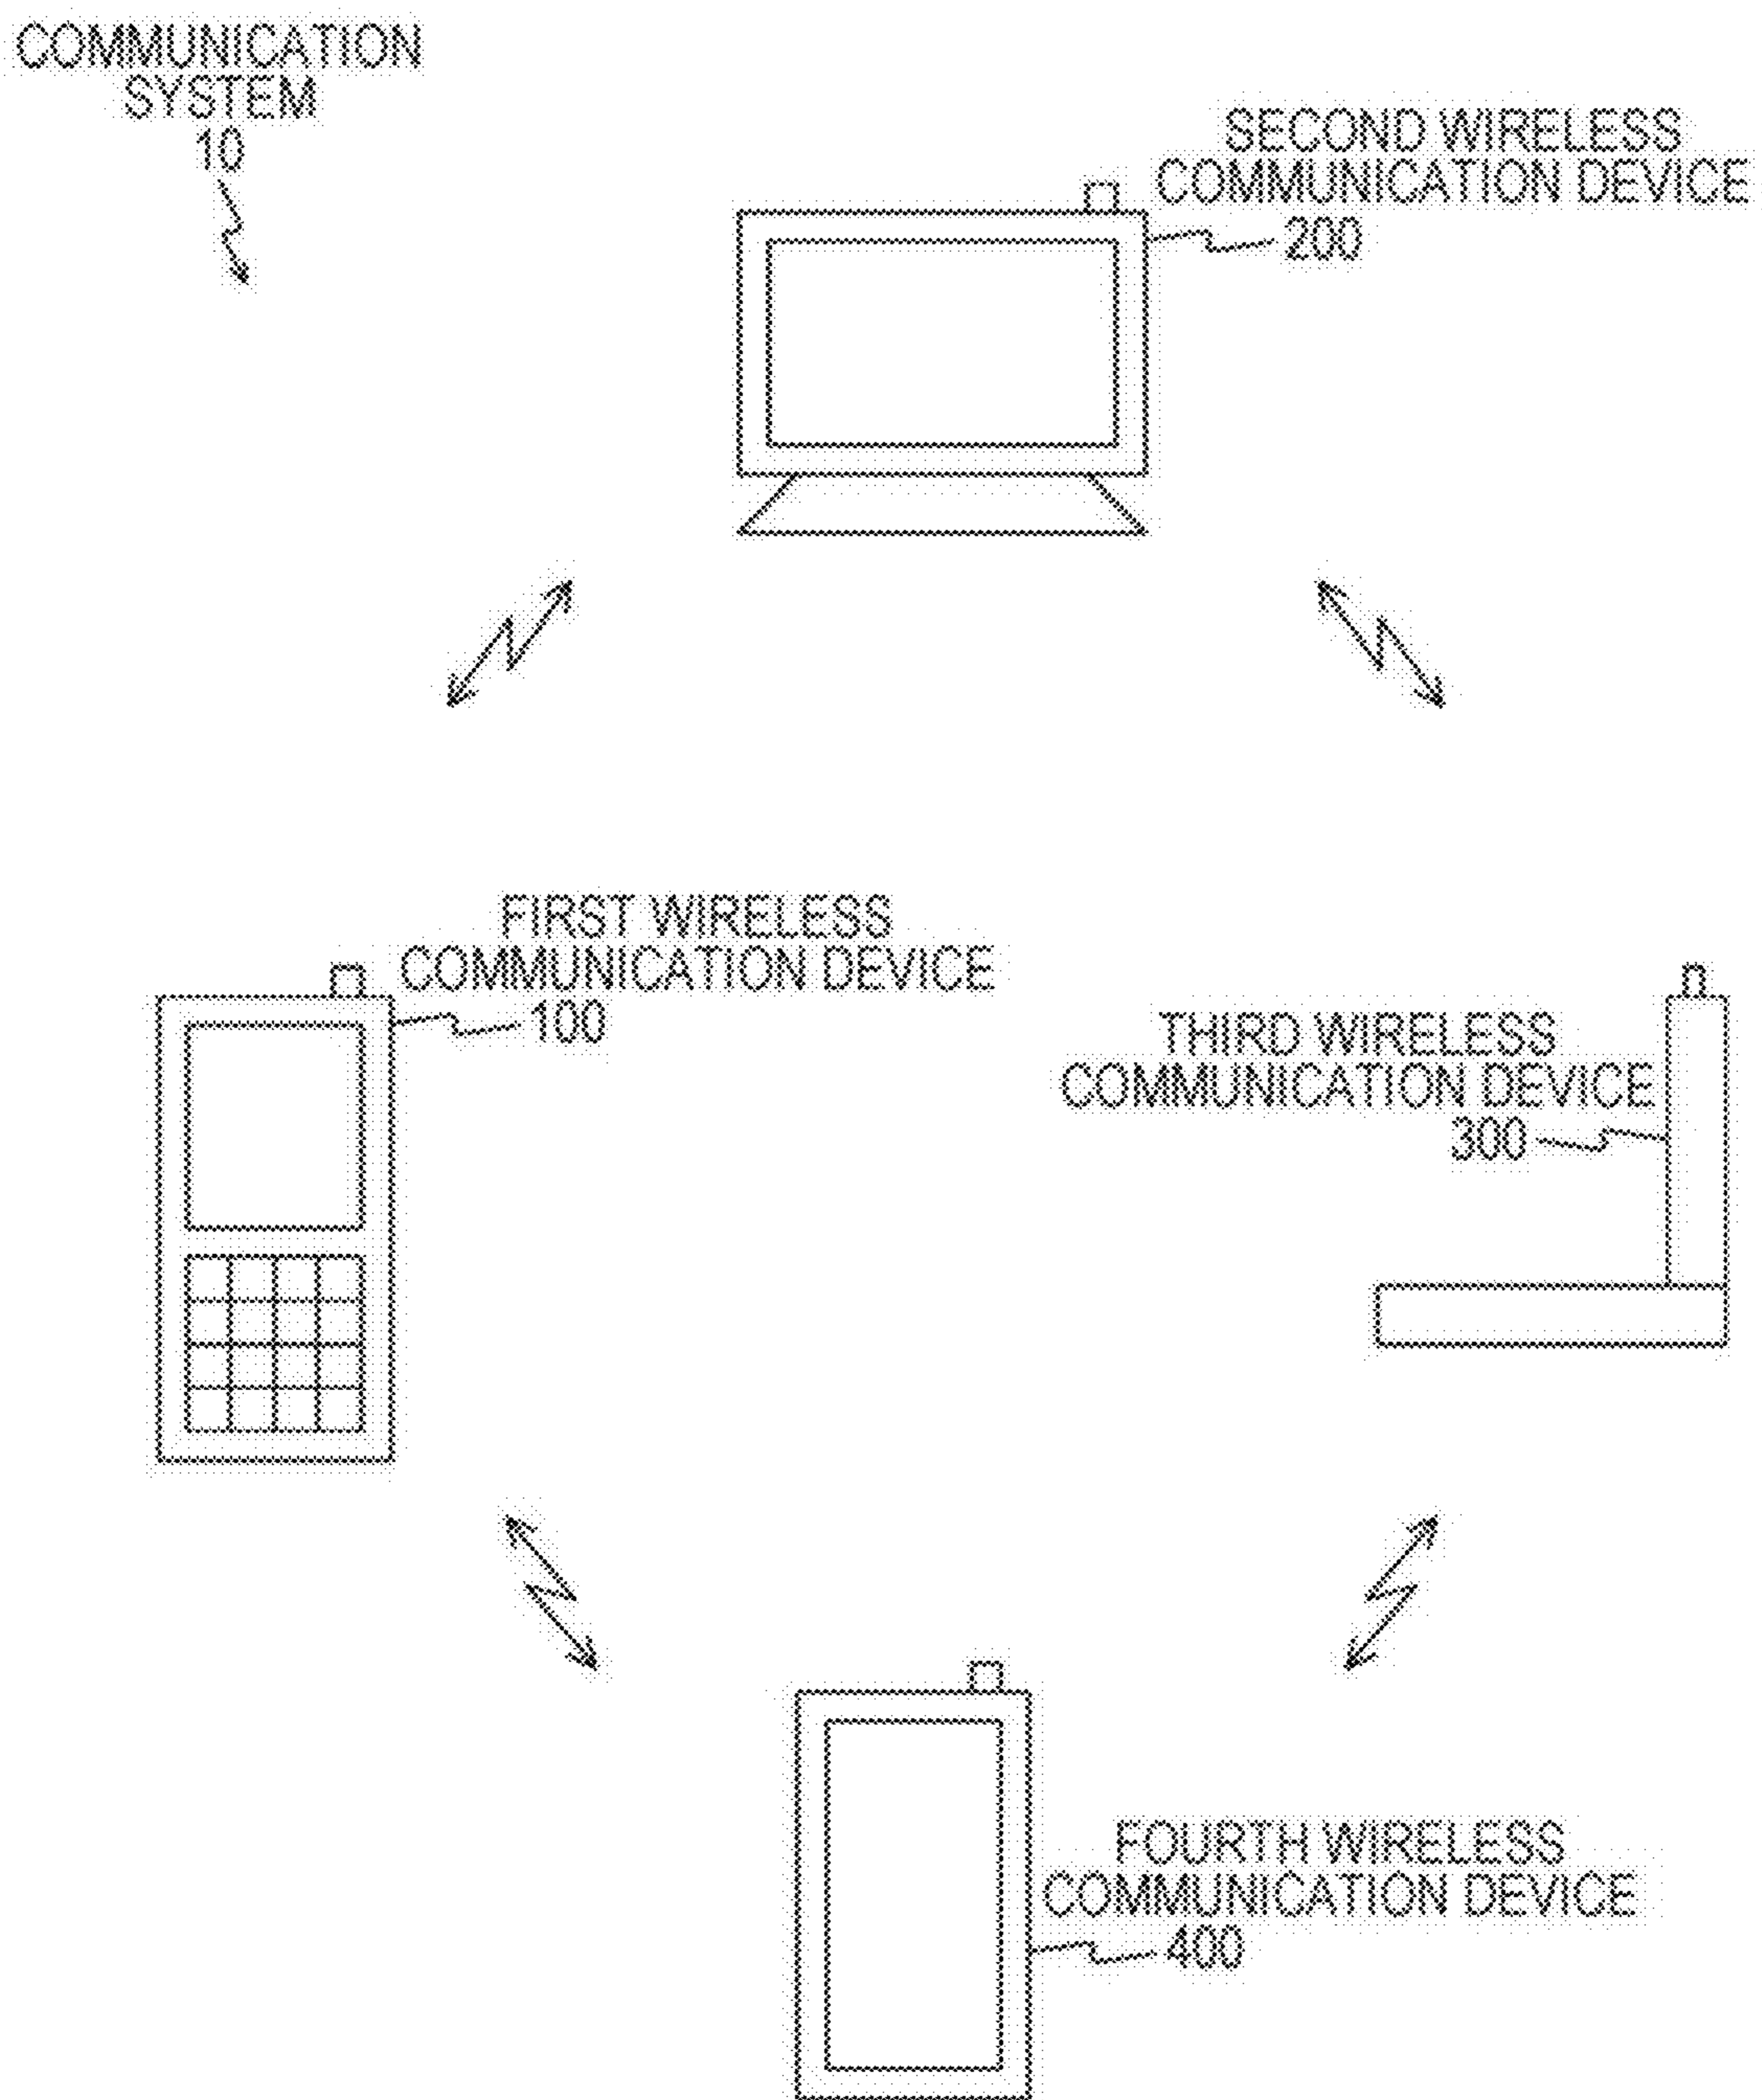 COMMUNICATION
SYSTEM
10
SECOND WIRELESS
COMMUNICATION DEVICE
200
FIRST WIRELESS
COMMUNICATION DEVICE
100
THIRD WIRELESS
COMMUNICATION DEVICE
300
FOURTH WIRELESS
COMMUNICATION DEVICE
400